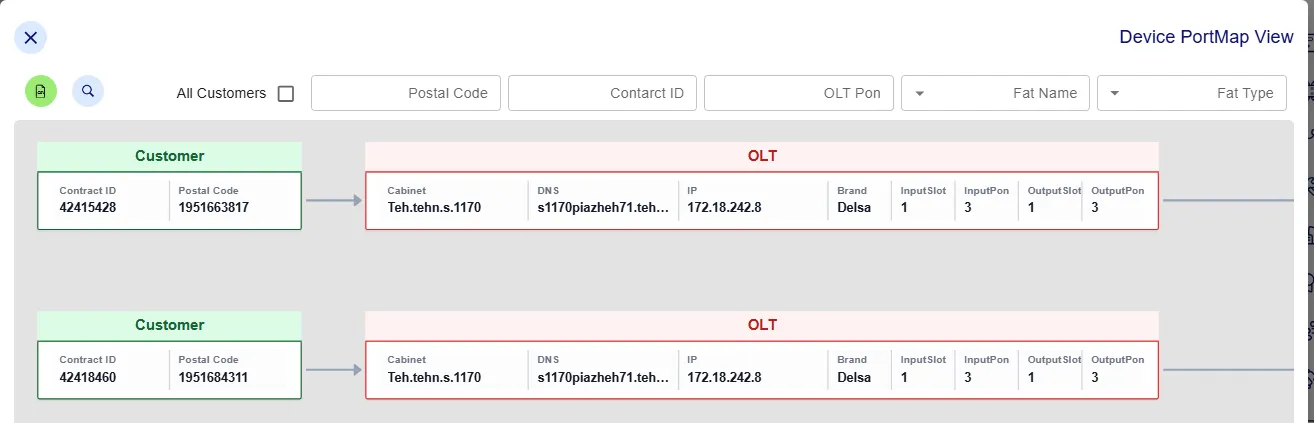 Device PortMap View
All Customers Postal Code Contarct ID OLT Pon Fat Name Fat Type
Customer OLT
Contract ID Postal Code Cabinet DNS IP Brand InputSlot InputPon OutputSlot OutputPon
42415428 1951663817 Teh.tehn.s.1170 s1170piazheh71.teh... 172.18.242.8 Delsa 1 3 1 3
Customer OLT
Contract ID Postal Code Cabinet DNS IP Brand InputSlot InputPon OutputSlot OutputPon
42418460 1951684311 Teh.tehn.s.1170 s1170piazheh71.teh... 172.18.242.8 Delsa 1 3 1 3